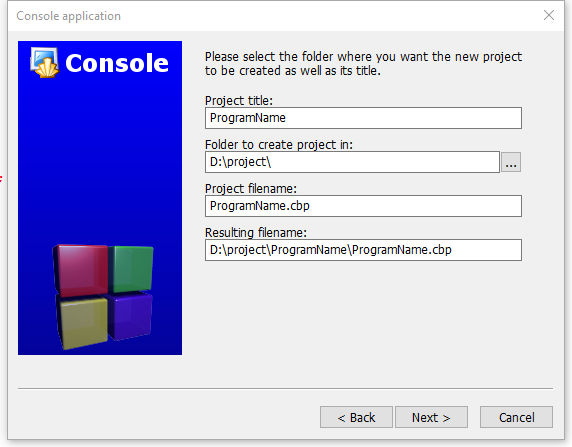 Console application
Console
Please select the folder where you want the new project
to be created as well as its title.
Project title:
ProgramName
Folder to create project in:
D:\project\
...
Project filename:
ProgramName.cbp
Resulting filename:
D:\project\ProgramName\ProgramName.cbp
< Back
Next >
Cancel